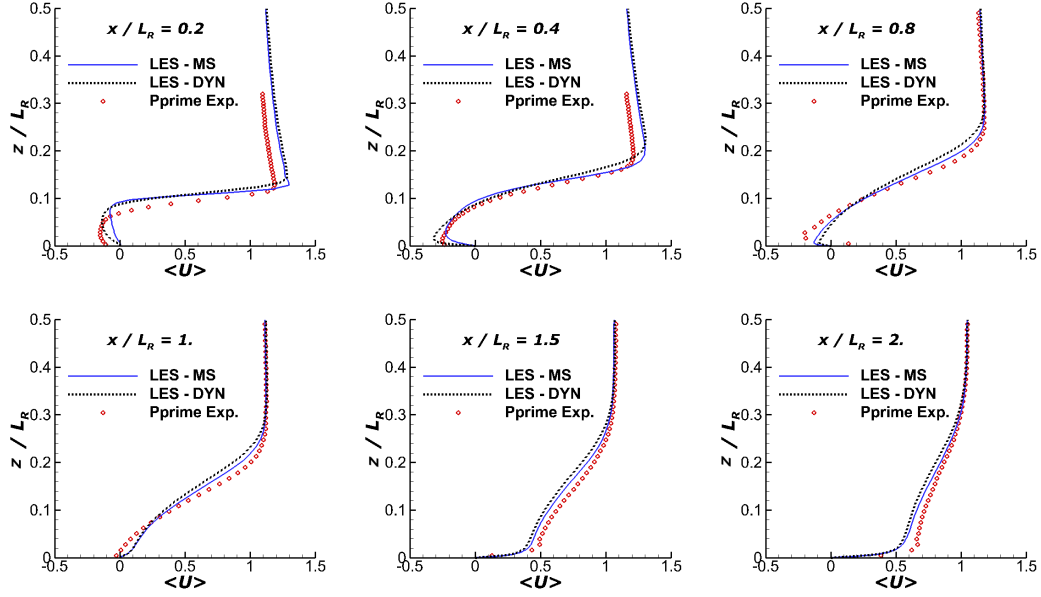 0.5
x / L_R = 0.2
LES - MS
LES - DYN
Pprime Exp.
0.4
0.3
0.2
0.1
0
z / L_R
-0.5 0 0.5 1 1.5
<U>
0.5
x / L_R = 0.4
LES - MS
LES - DYN
Pprime Exp.
0.4
0.3
0.2
0.1
0
z / L_R
-0.5 0 0.5 1 1.5
<U>
0.5
x / L_R = 0.8
LES - MS
LES - DYN
Pprime Exp.
0.4
0.3
0.2
0.1
0
z / L_R
-0.5 0 0.5 1 1.5
<U>
0.5
x / L_R = 1.
LES - MS
LES - DYN
Pprime Exp.
0.4
0.3
0.2
0.1
0
z / L_R
-0.5 0 0.5 1 1.5
<U>
0.5
x / L_R = 1.5
LES - MS
LES - DYN
Pprime Exp.
0.4
0.3
0.2
0.1
0
z / L_R
-0.5 0 0.5 1 1.5
<U>
0.5
x / L_R = 2.
LES - MS
LES - DYN
Pprime Exp.
0.4
0.3
0.2
0.1
0
z / L_R
-0.5 0 0.5 1 1.5
<U>